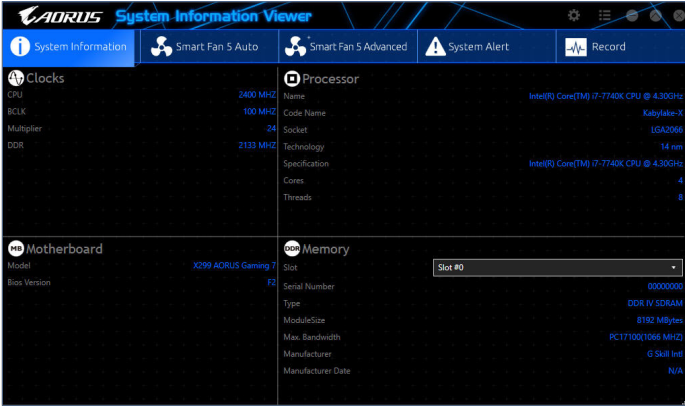 AORUS System Information Viewer
System Information
Smart Fan 5 Auto
Smart Fan 5 Advanced
System Alert
Record
Clocks
CPU 2400 MHZ
BCLK 100 MHZ
Multiplier 24
DDR 2133 MHZ
Processor
Name Intel(R) Core(TM) i7-7740K CPU @ 4.30GHz
Code Name Kabylake-X
Socket LGA2066
Technology 14 nm
Specification Intel(R) Core(TM) i7-7740K CPU @ 4.30GHz
Cores 4
Threads 8
MB Motherboard
Model X299 AORUS Gaming 7
Bios Version F2
DDR Memory
Slot Slot #0
Serial Number 00000000
Type DDR IV SDRAM
ModuleSize 8192 MBytes
Max. Bandwidth PC17100(1066 MHZ)
Manufacturer G Skill Intl
Manufacturer Date N/A